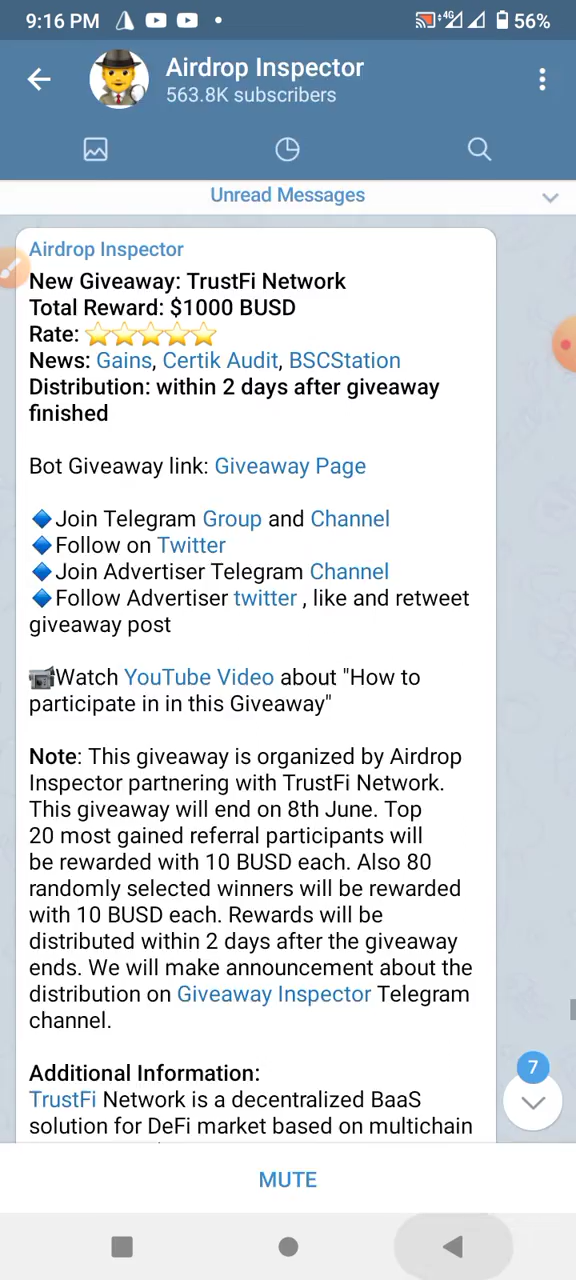 9:16 PM
4G
56%
Airdrop Inspector
563.8K subscribers
Unread Messages
Airdrop Inspector
New Giveaway: TrustFi Network
Total Reward: $1000 BUSD
Rate: ⭐⭐⭐⭐⭐
News: Gains, Certik Audit, BSCStation
Distribution: within 2 days after giveaway
finished
Bot Giveaway link: Giveaway Page
🔷Join Telegram Group and Channel
🔷Follow on Twitter
🔷Join Advertiser Telegram Channel
🔷Follow Advertiser twitter , like and retweet
giveaway post
📹Watch YouTube Video about "How to
participate in in this Giveaway"
Note: This giveaway is organized by Airdrop
Inspector partnering with TrustFi Network.
This giveaway will end on 8th June. Top
20 most gained referral participants will
be rewarded with 10 BUSD each. Also 80
randomly selected winners will be rewarded
with 10 BUSD each. Rewards will be
distributed within 2 days after the giveaway
ends. We will make announcement about the
distribution on Giveaway Inspector Telegram
channel.
Additional Information:
TrustFi Network is a decentralized BaaS
solution for DeFi market based on multichain
7
MUTE